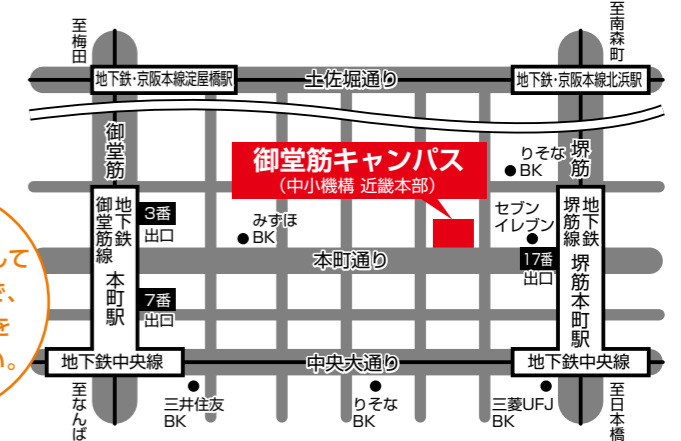 至梅田
至南森町
地下鉄・京阪本線淀屋橋駅
土佐堀通り
地下鉄・京阪本線北浜駅
御堂筋
堺筋
御堂筋キャンパス
(中小機構 近畿本部)
りそな
BK
地下鉄
御堂筋線
本町駅
3番
出口
みずほ
BK
セブン
イレブン
地下鉄
堺筋線
堺筋本町駅
本町通り
17番
出口
7番
出口
して
で、
を
い。
地下鉄中央線
中央大通り
地下鉄中央線
至なんば
三井住友
BK
りそな
BK
三菱UFJ
BK
至日本橋